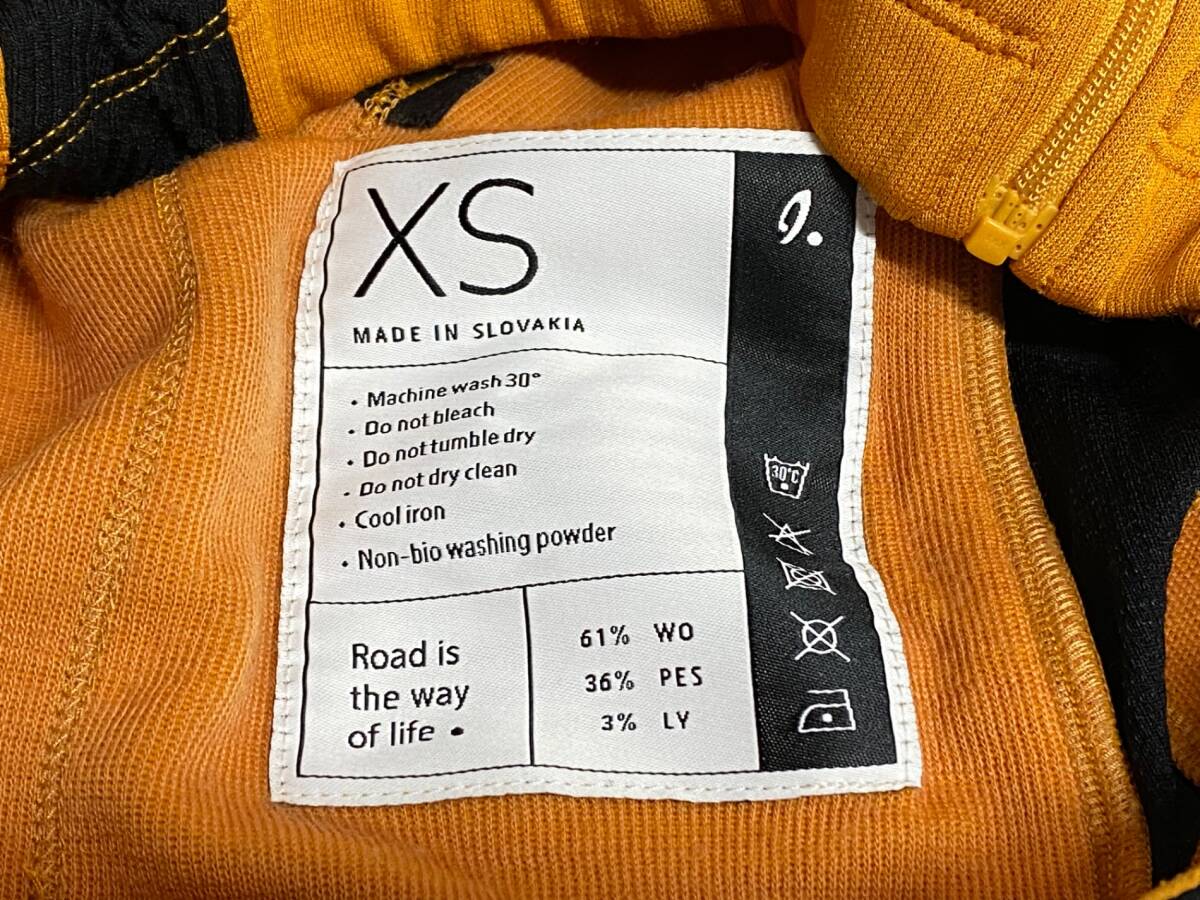 XS
MADE IN SLOVAKIA
• Machine wash 30°
• Do not bleach
• Do not tumble dry
• Do not dry clean
• Cool iron
• Non-bio washing powder
Road is
the way
of life •
61% WO
36% PES
3% LY
30°C